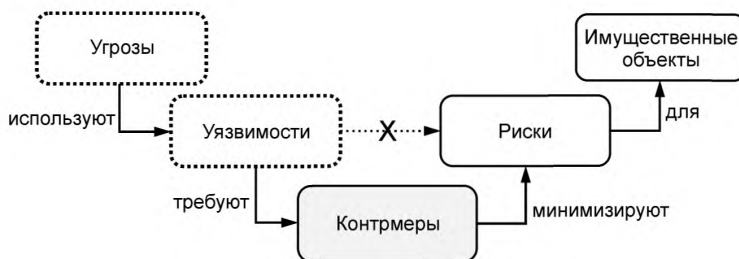 Угрозы
Имущественные
объекты
используют
Уязвимости
X
Риски
для
требуют
Контрмеры
минимизируют